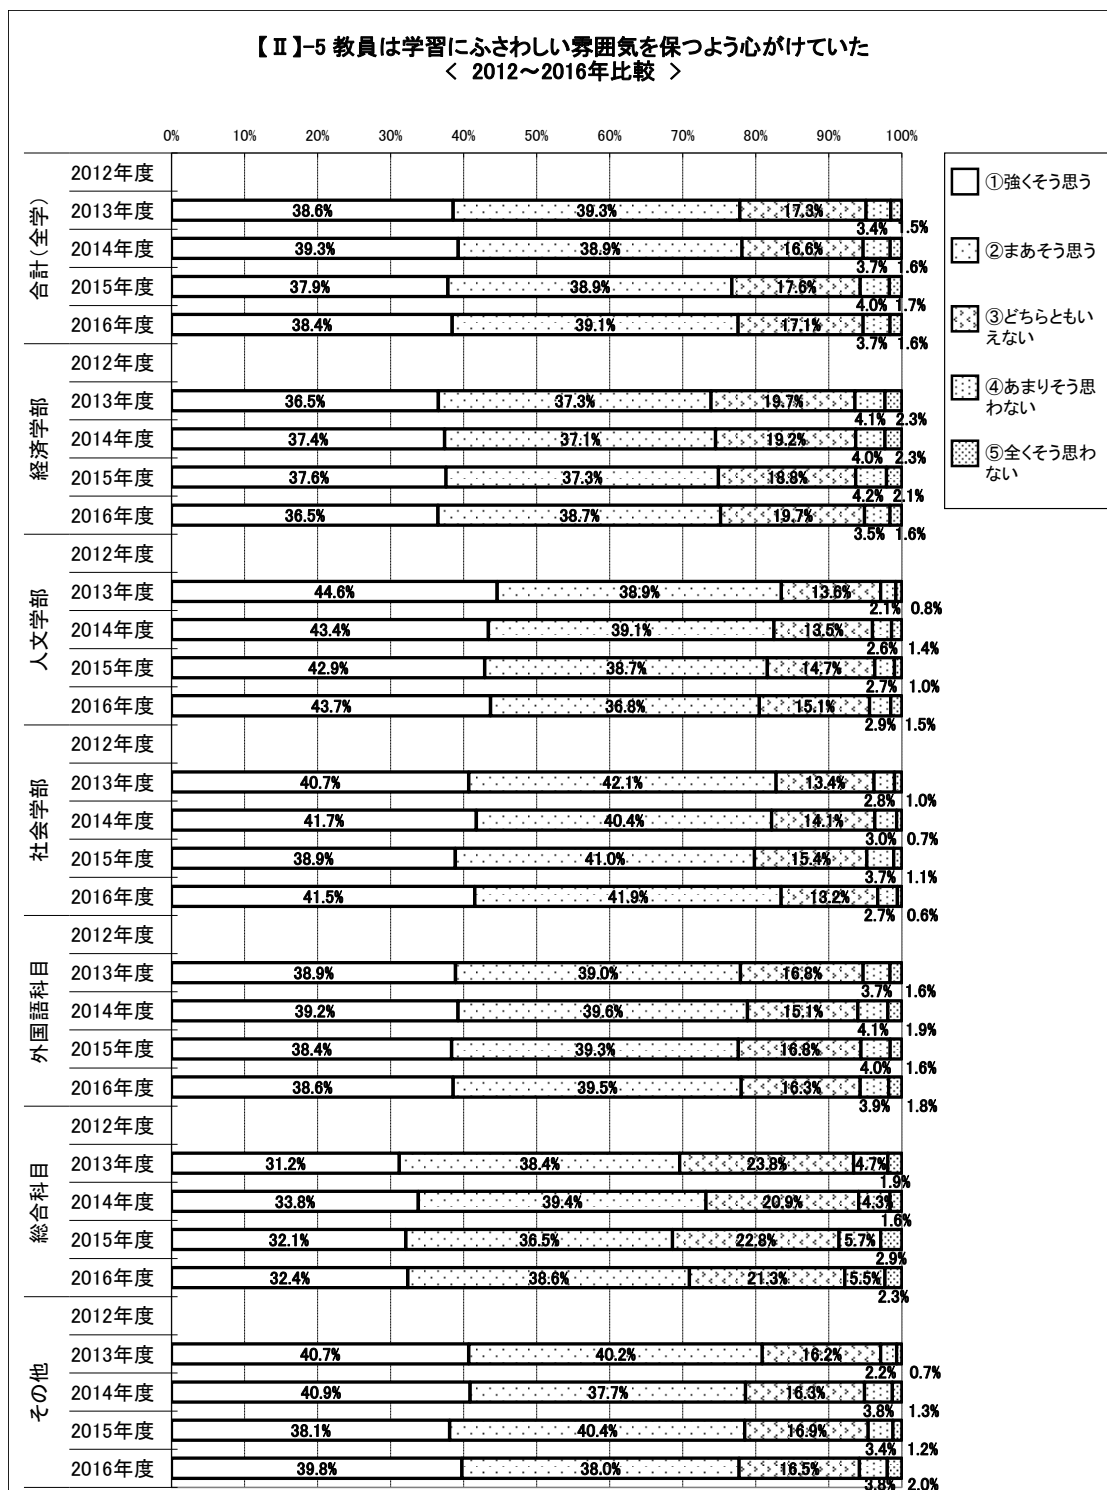 【Ⅱ】-5 教員は学習にふさわしい雰囲気を保つよう心がけていた
＜ 2012～2016年比較 ＞
0% 10% 20% 30% 40% 50% 60% 70% 80% 90% 100%
合計(全学)
2012年度
2013年度 38.6% 39.3% 17.3% 3.4% 1.5%
2014年度 39.3% 38.9% 16.6% 3.7% 1.6%
2015年度 37.9% 38.9% 17.6% 4.0% 1.7%
2016年度 38.4% 39.1% 17.1% 3.7% 1.6%
経済学部
2012年度
2013年度 36.5% 37.3% 19.7% 4.1% 2.3%
2014年度 37.4% 37.1% 19.2% 4.0% 2.3%
2015年度 37.6% 37.3% 18.8% 4.2% 2.1%
2016年度 36.5% 38.7% 19.7% 3.5% 1.6%
人文学部
2012年度
2013年度 44.6% 38.9% 13.6% 2.1% 0.8%
2014年度 43.4% 39.1% 13.5% 2.6% 1.4%
2015年度 42.9% 38.7% 14.7% 2.7% 1.0%
2016年度 43.7% 36.8% 15.1% 2.9% 1.5%
社会学部
2012年度
2013年度 40.7% 42.1% 13.4% 2.8% 1.0%
2014年度 41.7% 40.4% 14.1% 3.0% 0.7%
2015年度 38.9% 41.0% 15.4% 3.7% 1.1%
2016年度 41.5% 41.9% 13.2% 2.7% 0.6%
外国語科目
2012年度
2013年度 38.9% 39.0% 16.8% 3.7% 1.6%
2014年度 39.2% 39.6% 15.1% 4.1% 1.9%
2015年度 38.4% 39.3% 16.8% 4.0% 1.6%
2016年度 38.6% 39.5% 16.3% 3.9% 1.8%
総合科目
2012年度
2013年度 31.2% 38.4% 23.8% 4.7% 1.9%
2014年度 33.8% 39.4% 20.9% 4.3% 1.6%
2015年度 32.1% 36.5% 22.8% 5.7% 2.9%
2016年度 32.4% 38.6% 21.3% 5.5% 2.3%
その他
2012年度
2013年度 40.7% 40.2% 16.2% 2.2% 0.7%
2014年度 40.9% 37.7% 16.3% 3.8% 1.3%
2015年度 38.1% 40.4% 16.9% 3.4% 1.2%
2016年度 39.8% 38.0% 16.5% 3.8% 2.0%
①強くそう思う
②まあそう思う
③どちらともい
えない
④あまりそう思
わない
⑤全くそう思わ
ない